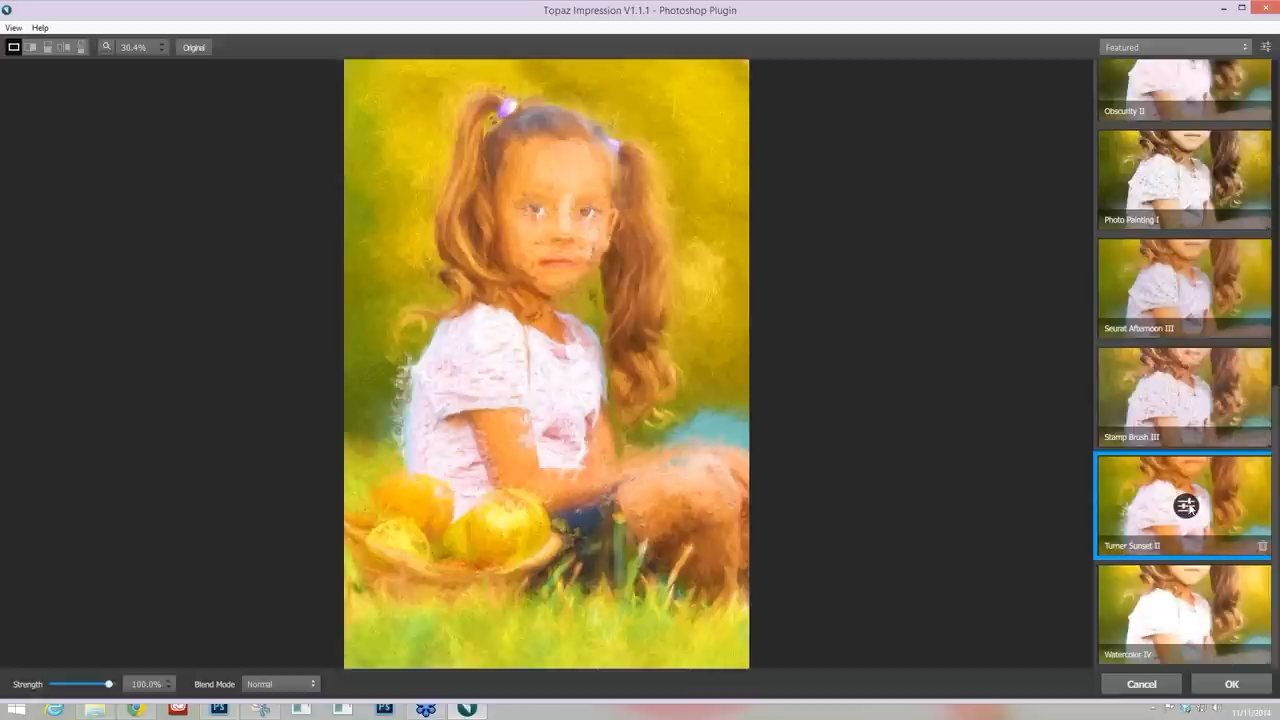 Topaz Impression V1.1.1 - Photoshop Plugin
View Help
30.4% Original Featured
Obscurity II
Photo Painting I
Seurat Afternoon III
Stamp Brush III
Turner Sunset II
Watercolor IV
Strength 100.0% Blend Mode Normal Cancel OK
PS PS
11/11/2014